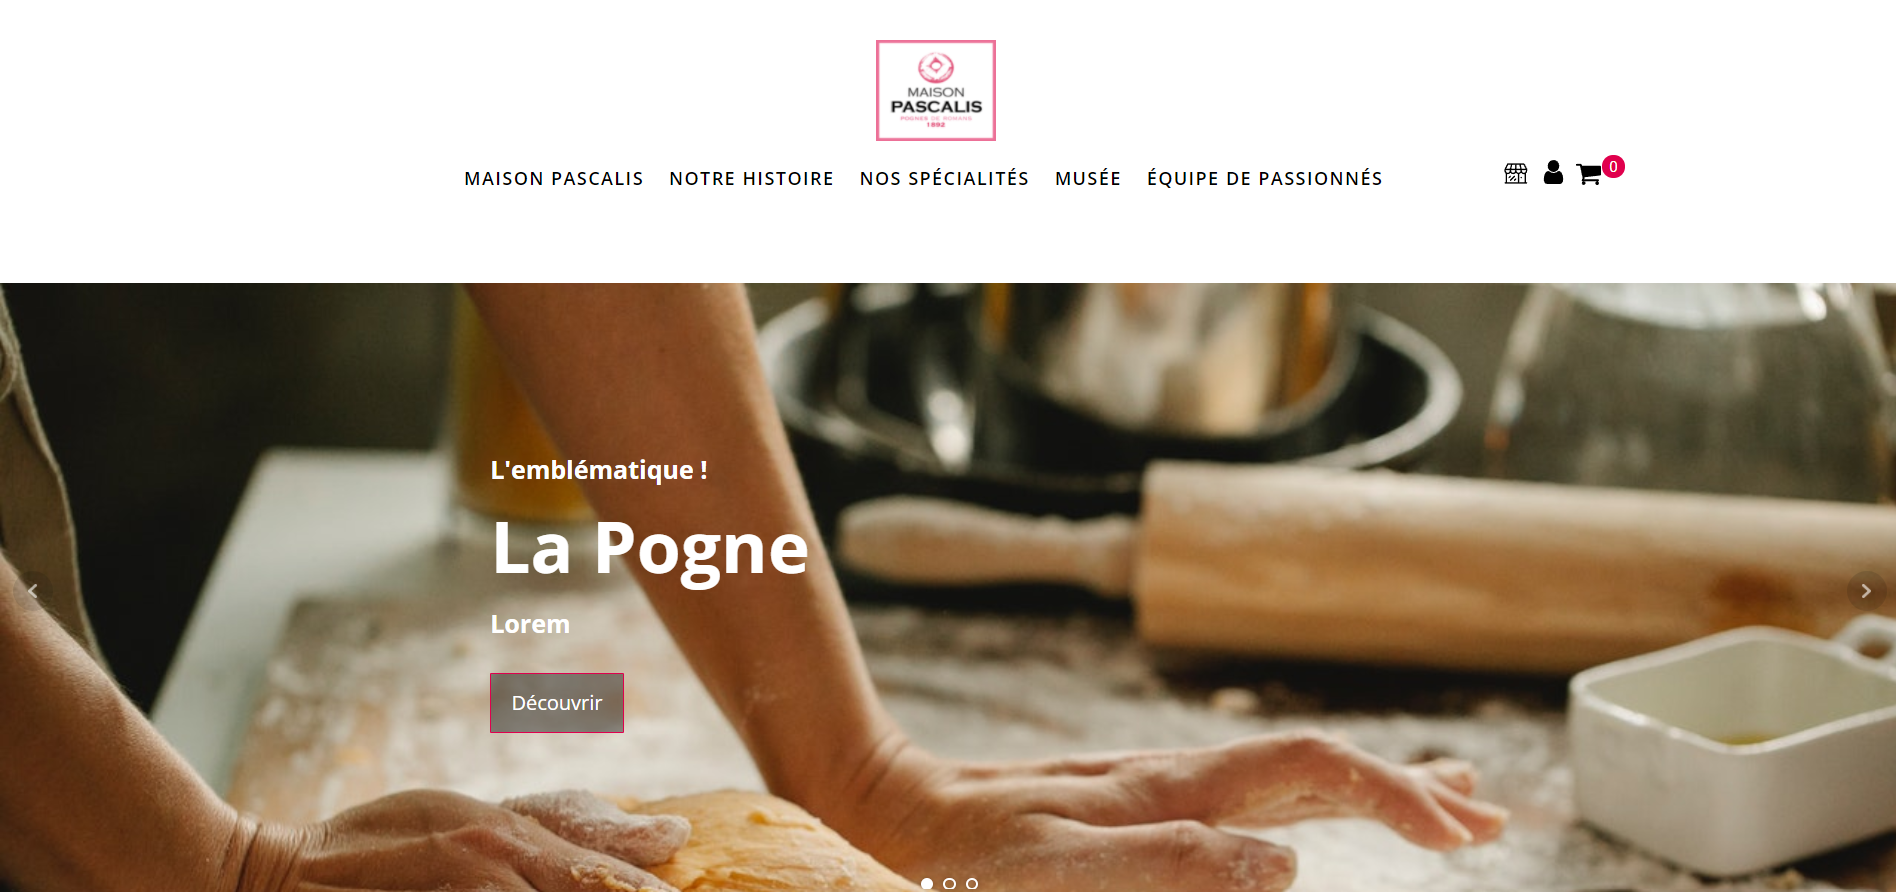 MAISON
PASCALIS
POGNES DE ROMANS
1892
MAISON PASCALIS NOTRE HISTOIRE NOS SPÉCIALITÉS MUSÉE ÉQUIPE DE PASSIONNÉS
0
L'emblématique !
La Pogne
Lorem
Découvrir